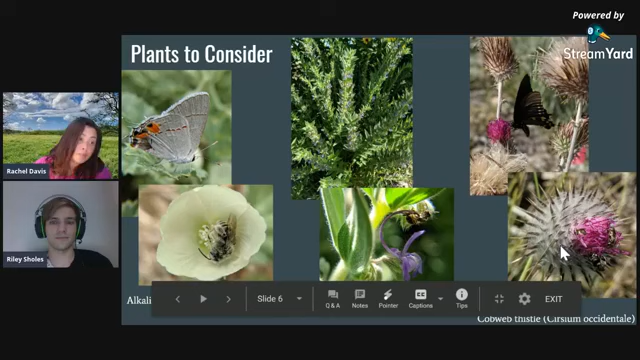 Powered by
StreamYard
Plants to Consider
Rachel Davis
Riley Sholes
Alkali
Slide 6
Q & A
Notes
Pointer
Captions
Tips
EXIT
Cobweb thistle (Cirsium occidentale)